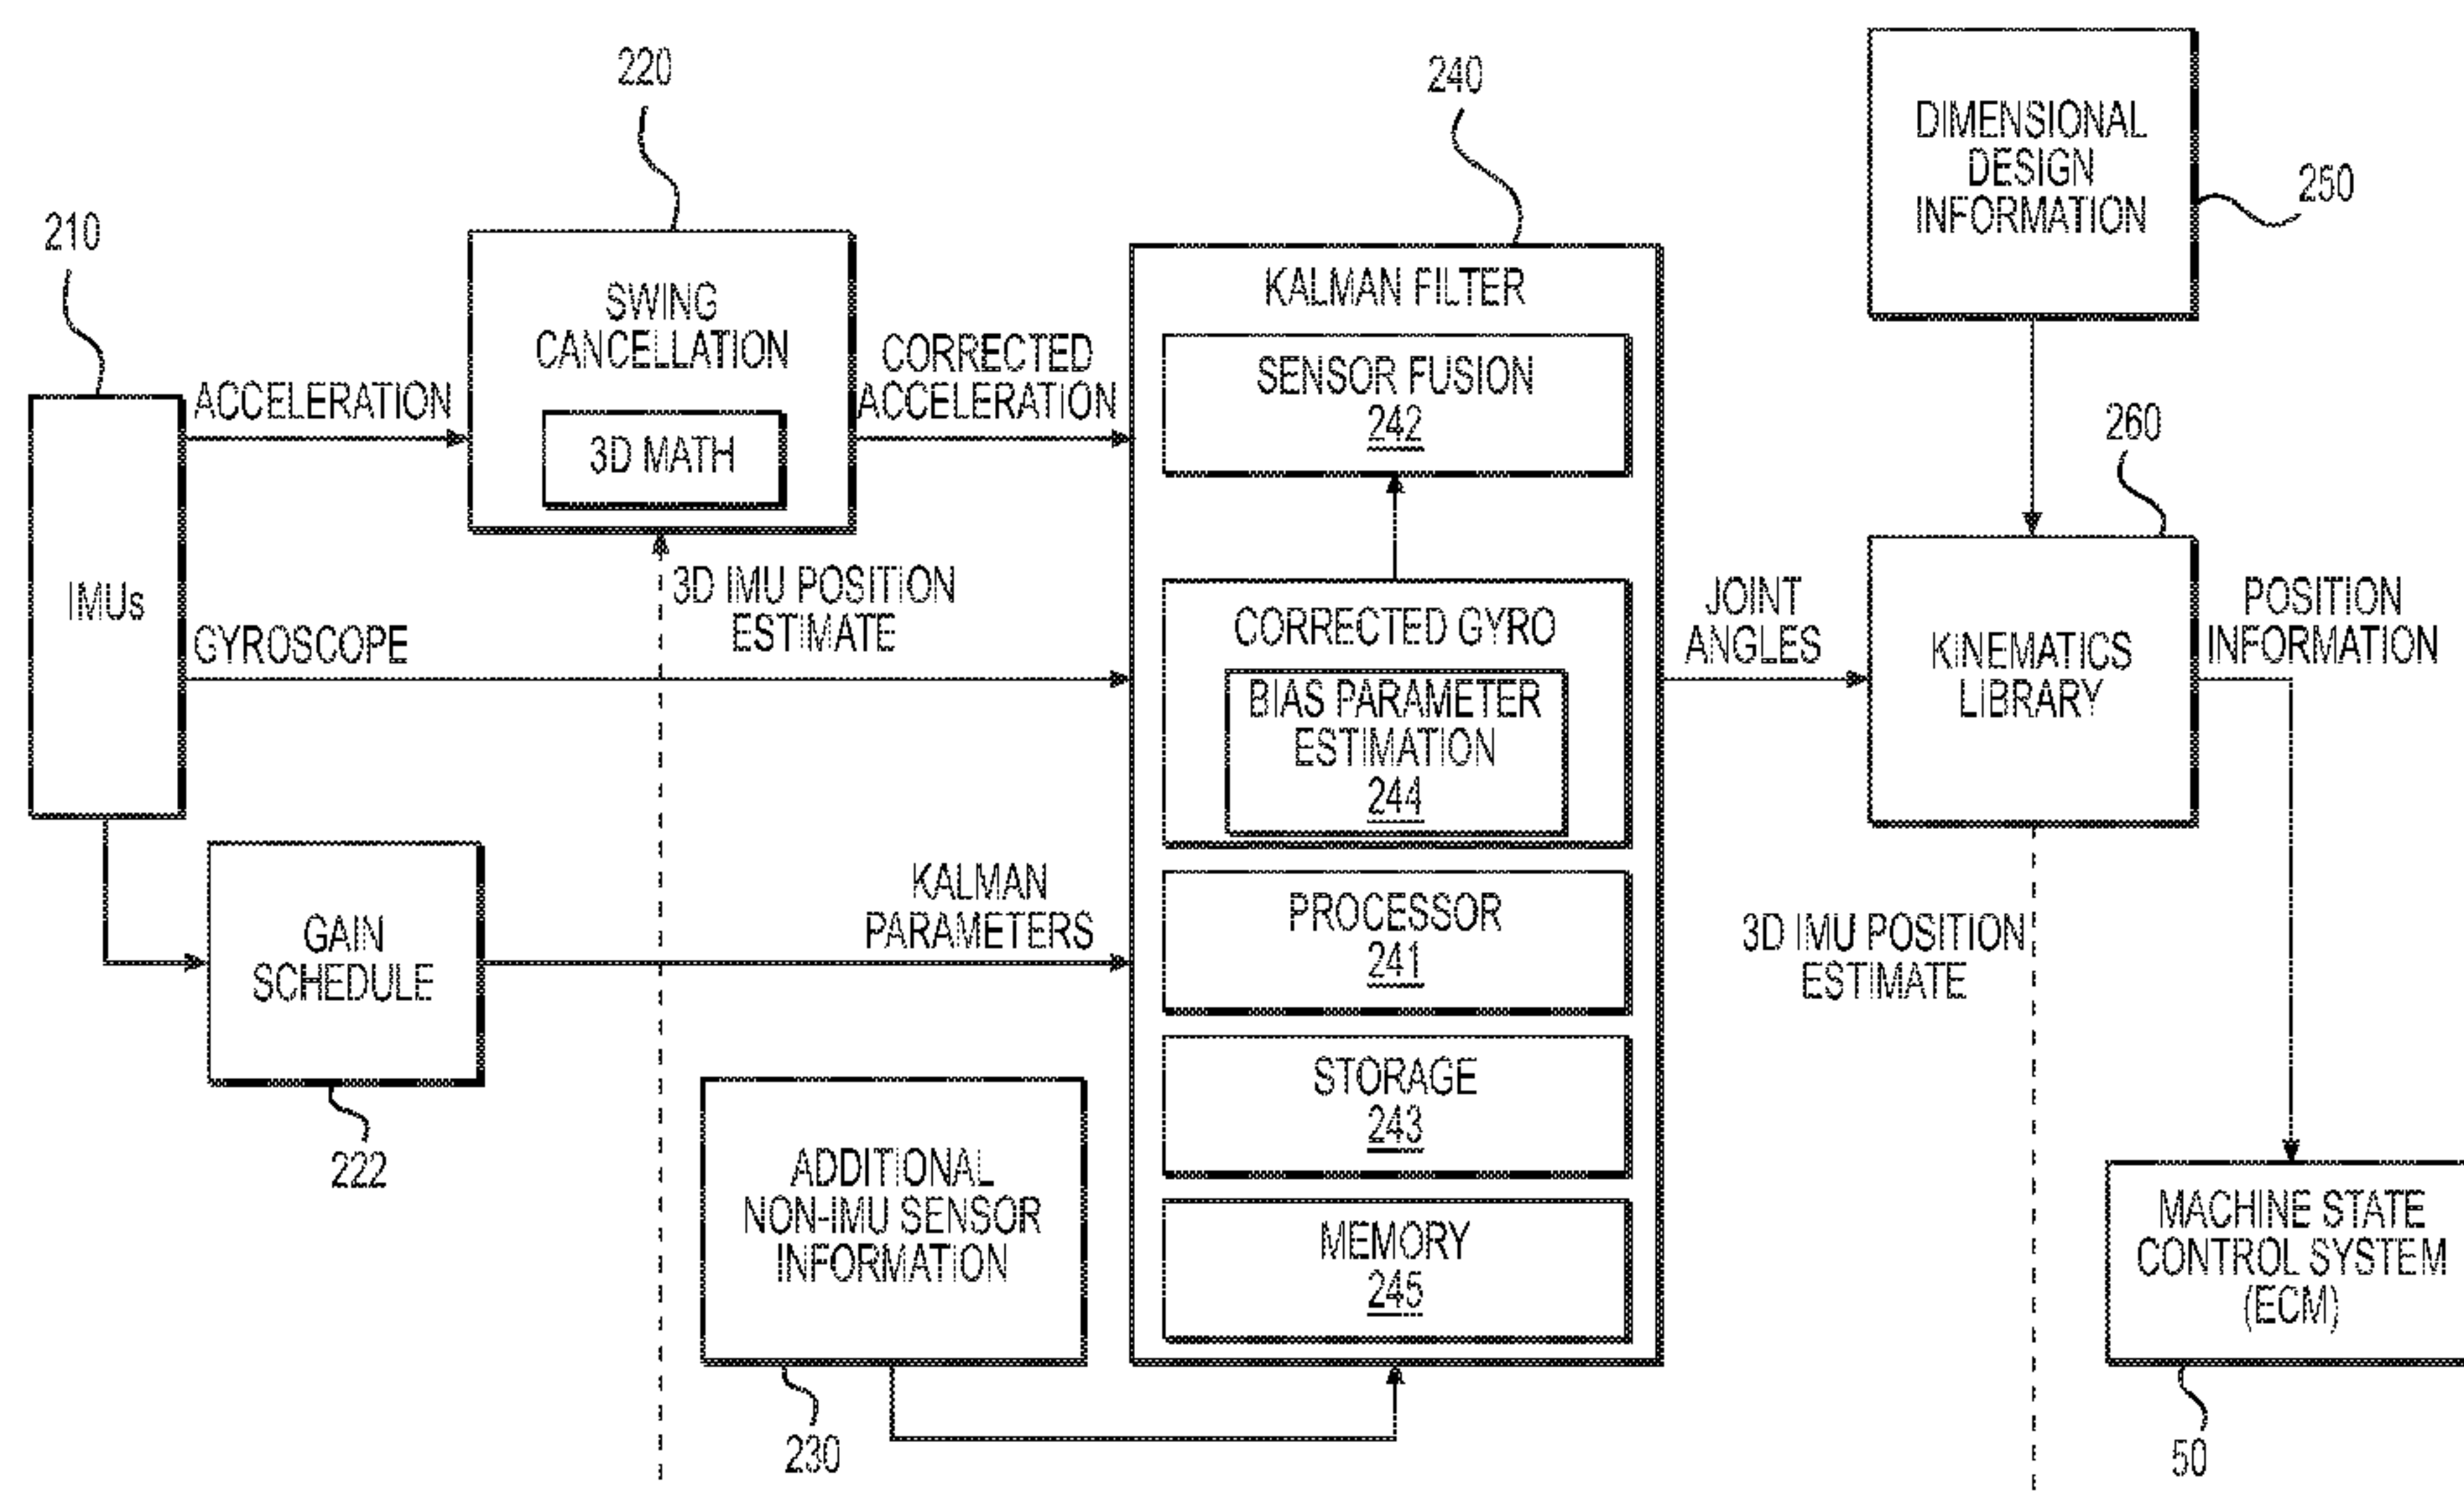 220
240
DIMENSIONAL
DESIGN
INFORMATION
250
210
SWING
CANCELLATION
3D MATH
KALMAN FILTER
SENSOR FUSION
242
ACCELERATION
CORRECTED
ACCELERATION
260
IMUs
GYROSCOPE
3D IMU POSITION
ESTIMATE
CORRECTED GYRO
BIAS PARAMETER
ESTIMATION
244
JOINT
ANGLES
KINEMATICS
LIBRARY
POSITION
INFORMATION
GAIN
SCHEDULE
222
KALMAN
PARAMETERS
PROCESSOR
241
3D IMU POSITION
ESTIMATE
STORAGE
243
ADDITIONAL
NON-IMU SENSOR
INFORMATION
230
MEMORY
245
MACHINE STATE
CONTROL SYSTEM
(ECM)
50